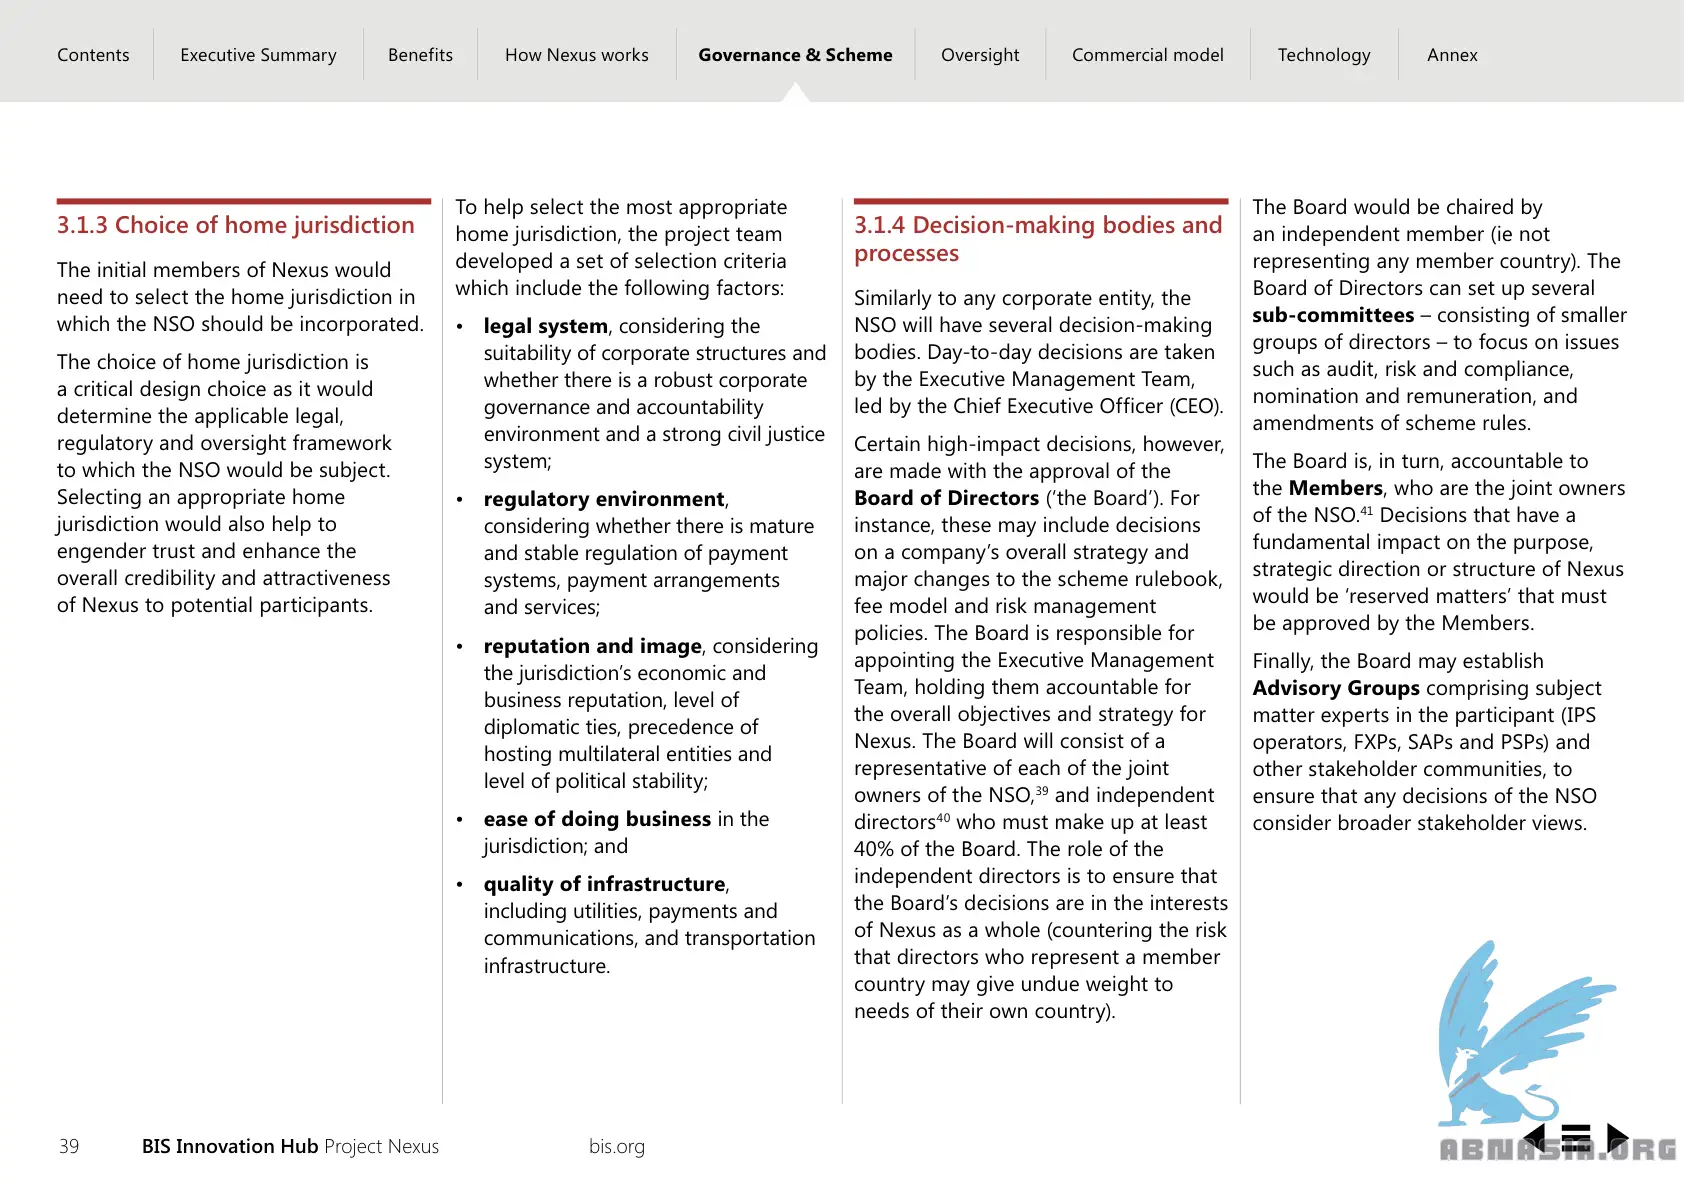 Contents
Executive Summary
Benefits
How Nexus works
Governance & Scheme
Oversight
Commercial model
Technology
Annex
3.1.3 Choice of home jurisdiction
The initial members of Nexus would
need to select the home jurisdiction in
which the NSO should be incorporated.
The choice of home jurisdiction is
a critical design choice as it would
determine the applicable legal,
regulatory and oversight framework
to which the NSO would be subject.
Selecting an appropriate home
jurisdiction would also help to
engender trust and enhance the
overall credibility and attractiveness
of Nexus to potential participants.
To help select the most appropriate
home jurisdiction, the project team
developed a set of selection criteria
which include the following factors:
• legal system, considering the
suitability of corporate structures and
whether there is a robust corporate
governance and accountability
environment and a strong civil justice
system;
• regulatory environment,
considering whether there is mature
and stable regulation of payment
systems, payment arrangements
and services;
• reputation and image, considering
the jurisdiction’s economic and
business reputation, level of
diplomatic ties, precedence of
hosting multilateral entities and
level of political stability;
• ease of doing business in the
jurisdiction; and
• quality of infrastructure,
including utilities, payments and
communications, and transportation
infrastructure.
3.1.4 Decision-making bodies and
processes
Similarly to any corporate entity, the
NSO will have several decision-making
bodies. Day-to-day decisions are taken
by the Executive Management Team,
led by the Chief Executive Officer (CEO).
Certain high-impact decisions, however,
are made with the approval of the
Board of Directors (‘the Board’). For
instance, these may include decisions
on a company’s overall strategy and
major changes to the scheme rulebook,
fee model and risk management
policies. The Board is responsible for
appointing the Executive Management
Team, holding them accountable for
the overall objectives and strategy for
Nexus. The Board will consist of a
representative of each of the joint
owners of the NSO,39 and independent
directors40 who must make up at least
40% of the Board. The role of the
independent directors is to ensure that
the Board’s decisions are in the interests
of Nexus as a whole (countering the risk
that directors who represent a member
country may give undue weight to
needs of their own country).
The Board would be chaired by
an independent member (ie not
representing any member country). The
Board of Directors can set up several
sub-committees – consisting of smaller
groups of directors – to focus on issues
such as audit, risk and compliance,
nomination and remuneration, and
amendments of scheme rules.
The Board is, in turn, accountable to
the Members, who are the joint owners
of the NSO.41 Decisions that have a
fundamental impact on the purpose,
strategic direction or structure of Nexus
would be ‘reserved matters’ that must
be approved by the Members.
Finally, the Board may establish
Advisory Groups comprising subject
matter experts in the participant (IPS
operators, FXPs, SAPs and PSPs) and
other stakeholder communities, to
ensure that any decisions of the NSO
consider broader stakeholder views.
39
BIS Innovation Hub Project Nexus
bis.org
ABNASIA.ORG